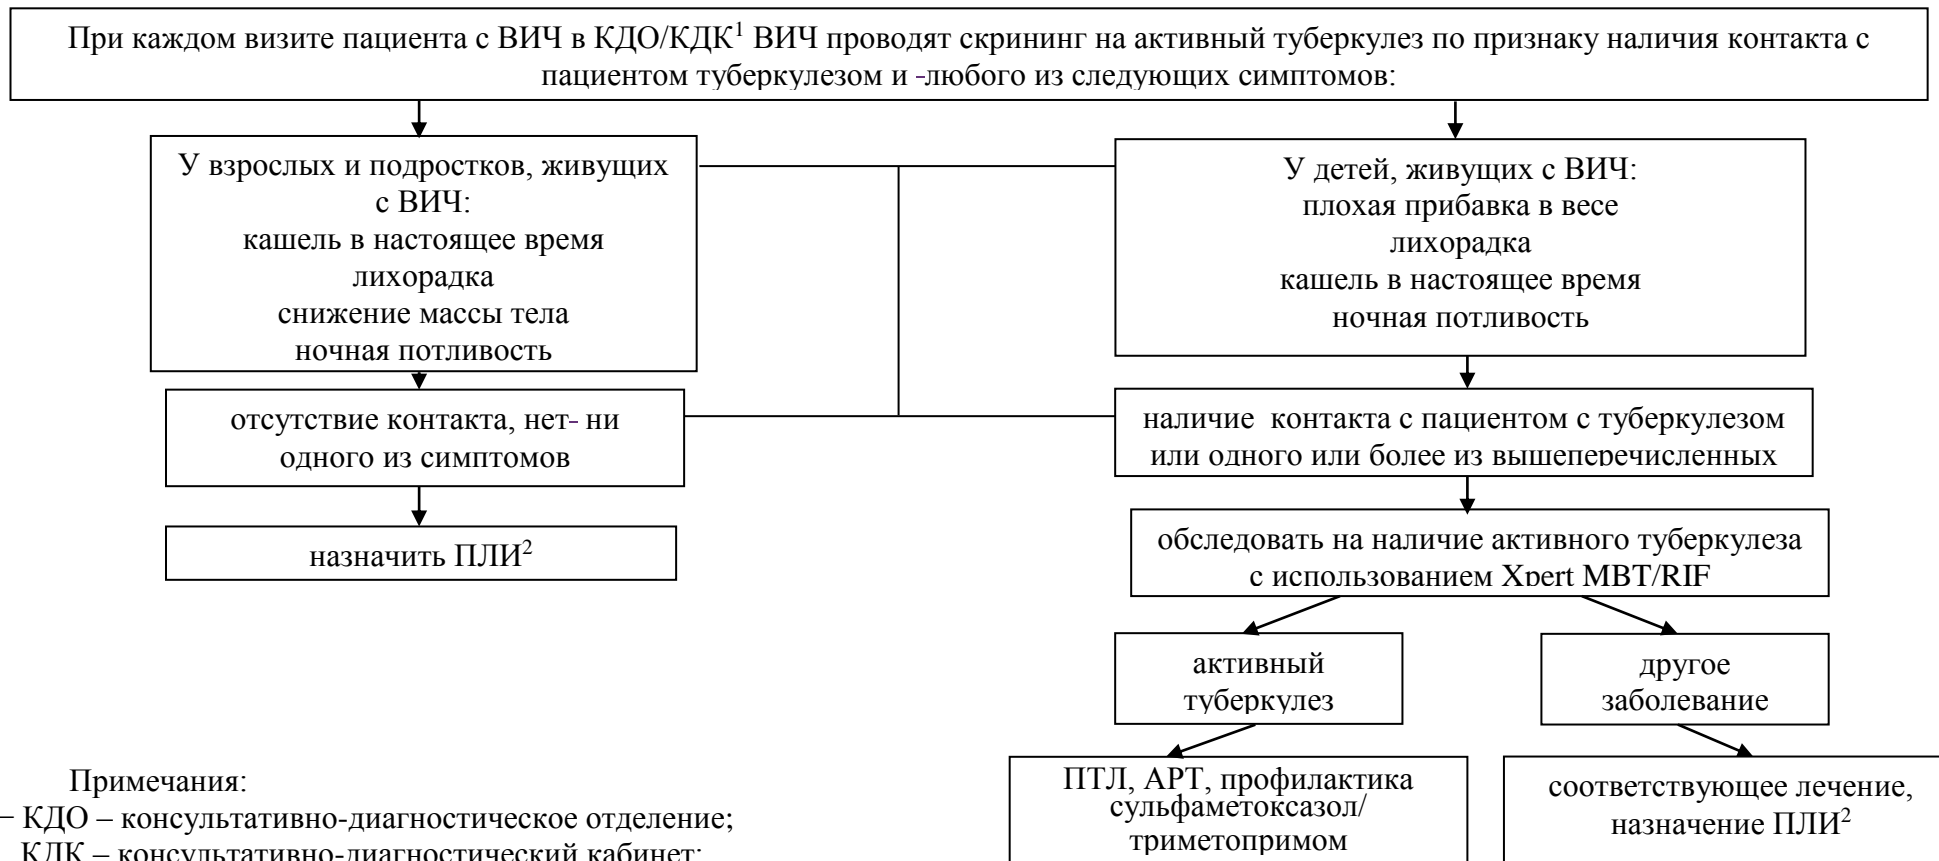 При каждом визите пациента с ВИЧ в КДО/КДК¹ ВИЧ проводят скрининг на активный туберкулез по признаку наличия контакта с
пациентом туберкулезом и -любого из следующих симптомов:
У взрослых и подростков, живущих
с ВИЧ:
кашель в настоящее время
лихорадка
снижение массы тела
ночная потливость
У детей, живущих с ВИЧ:
плохая прибавка в весе
лихорадка
кашель в настоящее время
ночная потливость
отсутствие контакта, нет- ни
одного из симптомов
наличие контакта с пациентом с туберкулезом
или одного или более из вышеперечисленных
назначить ПЛИ²
обследовать на наличие активного туберкулеза
с использованием Xpert MBT/RIF
активный
туберкулез
другое
заболевание
ПТЛ, АРТ, профилактика
сульфаметоксазол/
триметопримом
соответствующее лечение,
назначение ПЛИ²
Примечания:
– КДО – консультативно-диагностическое отделение;
КДК – консультативно-диагностический кабинет;